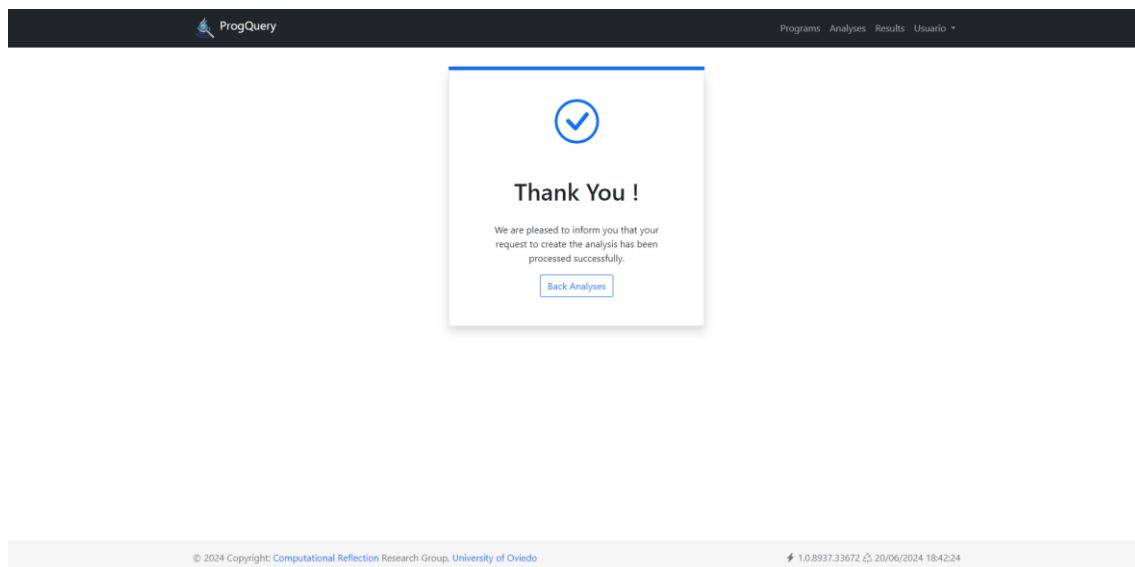 ProgQuery
Programs Analyses Results Usuario
Thank You !
We are pleased to inform you that your
request to create the analysis has been
processed successfully.
Back Analyses
© 2024 Copyright: Computational Reflection Research Group, University of Oviedo
1.0.8937.33672 20/06/2024 18:42:24